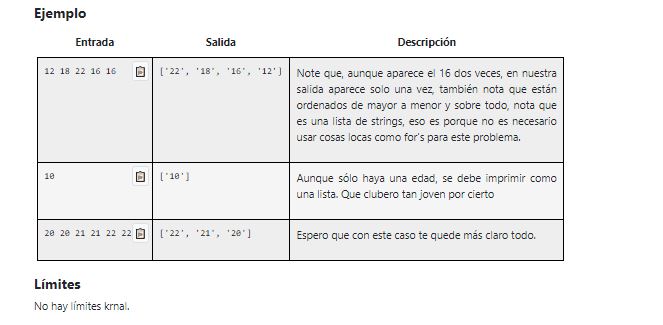 Ejemplo
Entrada Salida Descripción
12 18 22 16 16 ['22', '18', '16', '12'] Note que, aunque aparece el 16 dos veces, en nuestra
salida aparece solo una vez, también nota que están
ordenados de mayor a menor y sobre todo, nota que
es una lista de strings, eso es porque no es necesario
usar cosas locas como for's para este problema.
10 ['10'] Aunque sólo haya una edad, se debe imprimir como
una lista. Que clubero tan joven por cierto
20 20 21 21 22 22 ['22', '21', '20'] Espero que con este caso te quede más claro todo.
Límites
No hay límites krnal.